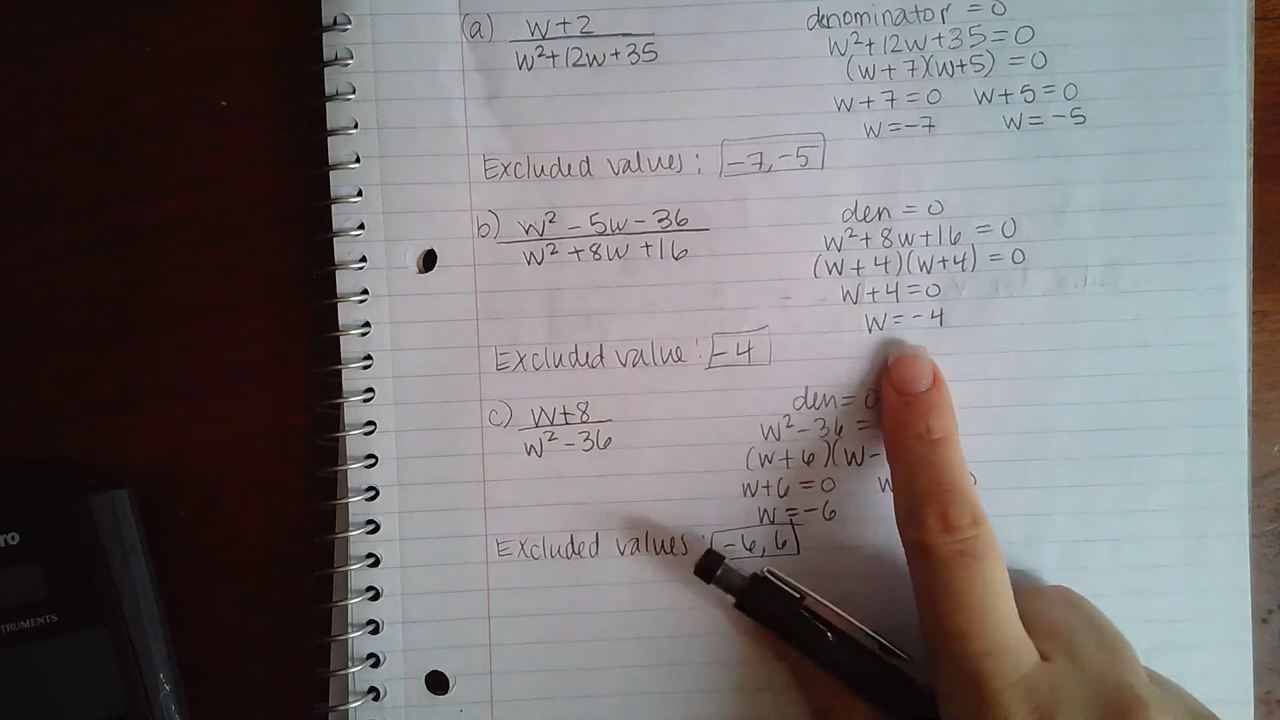 (a) w+2 / w²+12w+35
denominator = 0
w²+12w+35=0
(w+7)(w+5) = 0
w+7=0 w+5=0
w=-7 w=-5
Excluded values: -7,-5
b) w² - 5w - 36 / w² + 8w + 16
den = 0
w²+8w+16 = 0
(w+4)(w+4) = 0
w+4=0
w=-4
Excluded value: -4
c) w+8 / w² - 36
den = 0
w² - 36 =
(w+6)(w-
w+6=0 w
w=-6
Excluded values: -6, 6